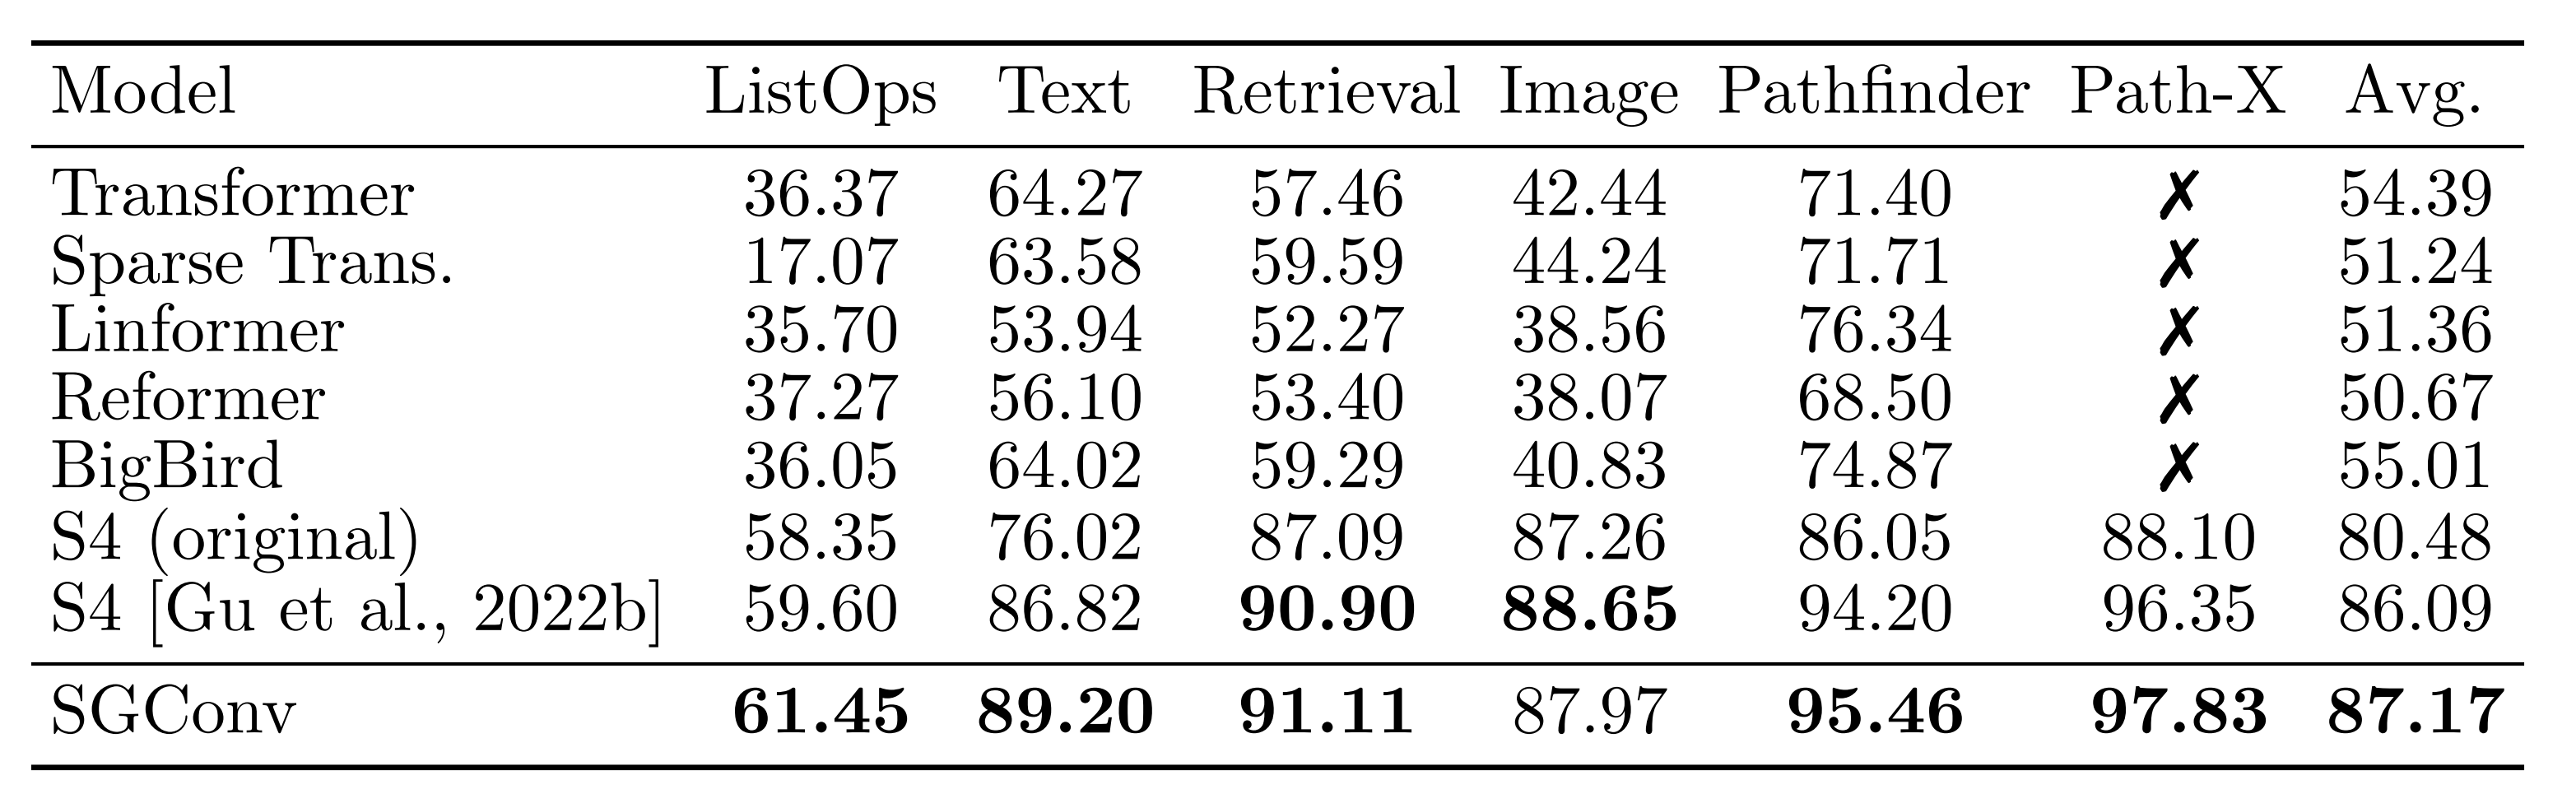 Model ListOps Text Retrieval Image Pathfinder Path-X Avg.
Transformer 36.37 64.27 57.46 42.44 71.40 ✗ 54.39
Sparse Trans. 17.07 63.58 59.59 44.24 71.71 ✗ 51.24
Linformer 35.70 53.94 52.27 38.56 76.34 ✗ 51.36
Reformer 37.27 56.10 53.40 38.07 68.50 ✗ 50.67
BigBird 36.05 64.02 59.29 40.83 74.87 ✗ 55.01
S4 (original) 58.35 76.02 87.09 87.26 86.05 88.10 80.48
S4 [Gu et al., 2022b] 59.60 86.82 90.90 88.65 94.20 96.35 86.09
SGConv 61.45 89.20 91.11 87.97 95.46 97.83 87.17